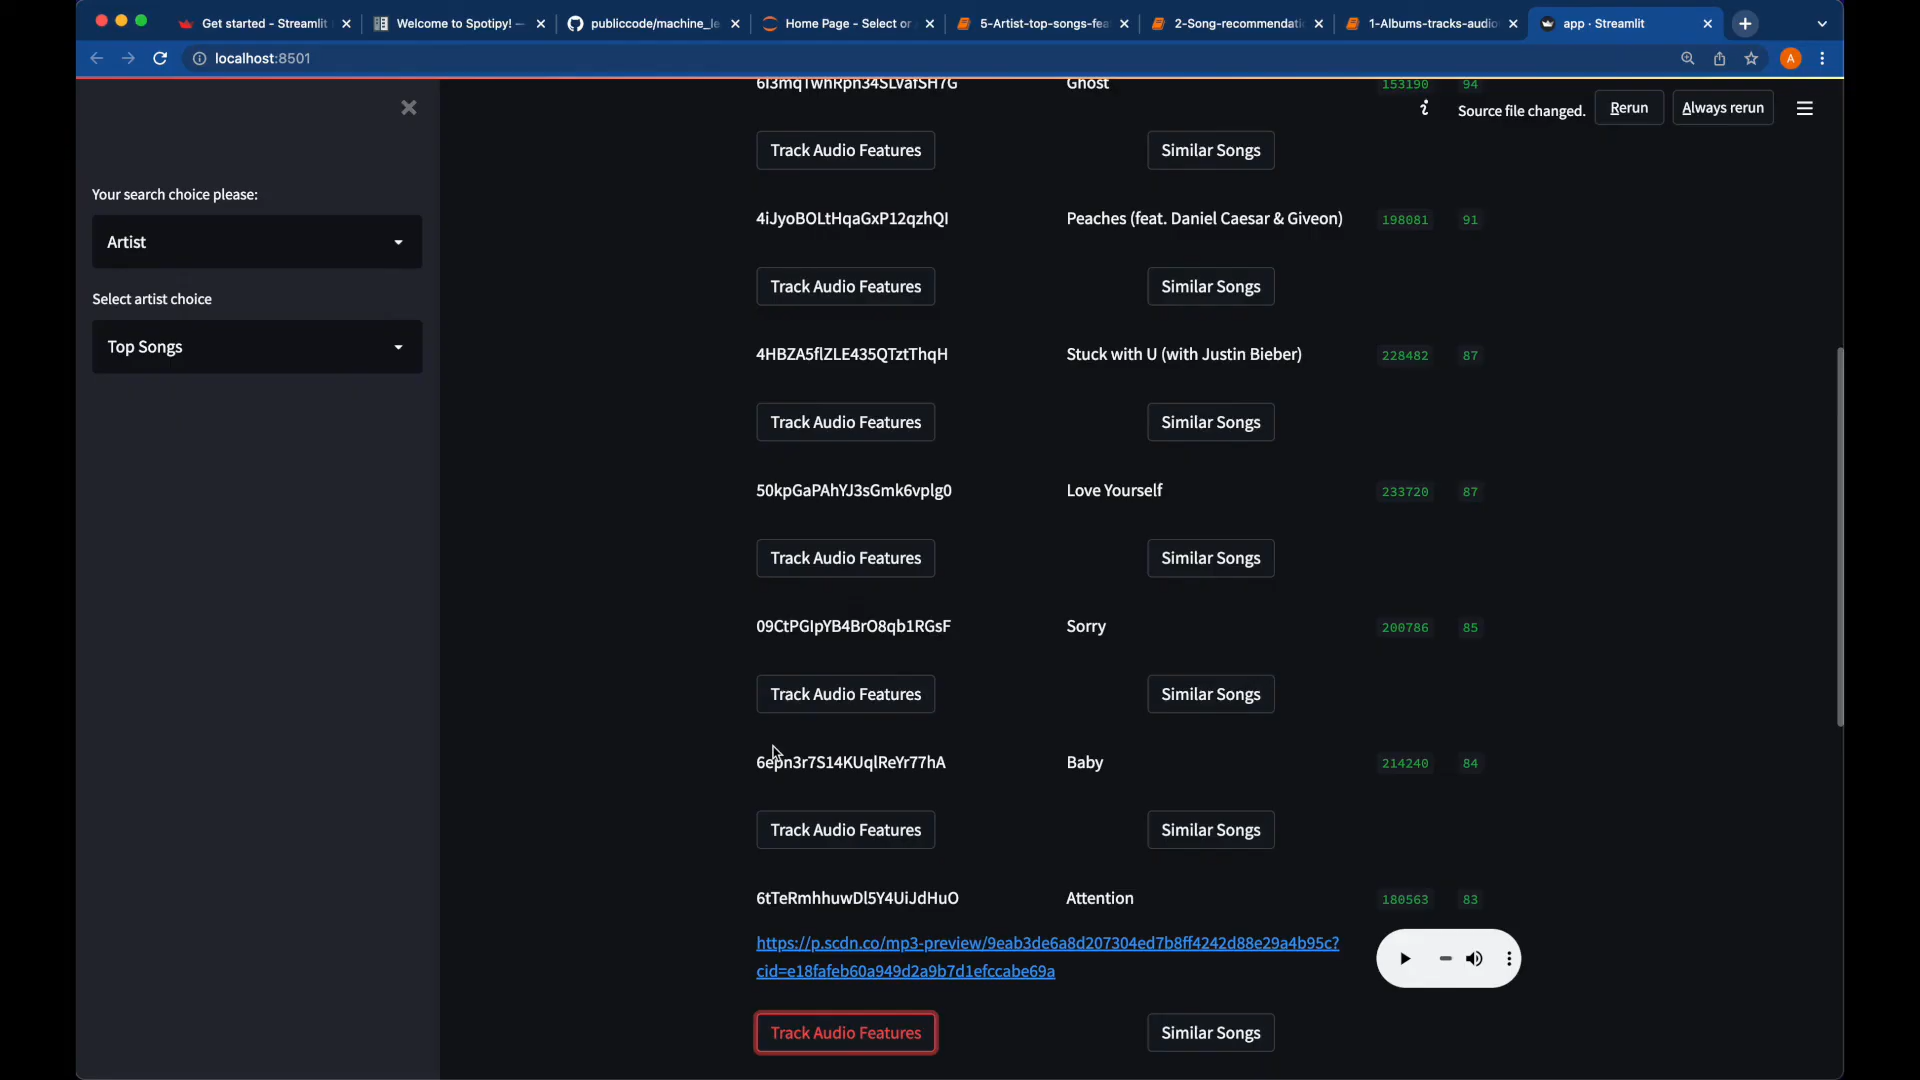 Get started - Streamlit
Welcome to Spotipy! —
publiccode/machine_le
Home Page - Select or
5-Artist-top-songs-fea
2-Song-recommendatio
1-Albums-tracks-audio
app · Streamlit
localhost:8501
A
6I3mqTwhRpn34SLVafSH7G Ghost 153190 94
Source file changed. Rerun Always rerun
Track Audio Features Similar Songs
Your search choice please:
4iJyoBOLtHqaGxP12qzhQI Peaches (feat. Daniel Caesar & Giveon) 198081 91
Artist
Track Audio Features Similar Songs
Select artist choice
Top Songs
4HBZA5flZLE435QTztThqH Stuck with U (with Justin Bieber) 228482 87
Track Audio Features Similar Songs
50kpGaPAhYJ3sGmk6vplg0 Love Yourself 233720 87
Track Audio Features Similar Songs
09CtPGIpYB4BrO8qb1RGsF Sorry 200786 85
Track Audio Features Similar Songs
6epn3r7S14KUqlReYr77hA Baby 214240 84
Track Audio Features Similar Songs
6tTeRmhhuwDl5Y4UiJdHuO Attention 180563 83
https://p.scdn.co/mp3-preview/9eab3de6a8d207304ed7b8ff4242d88e29a4b95c?
cid=e18fafeb60a949d2a9b7d1efccabe69a
Track Audio Features Similar Songs